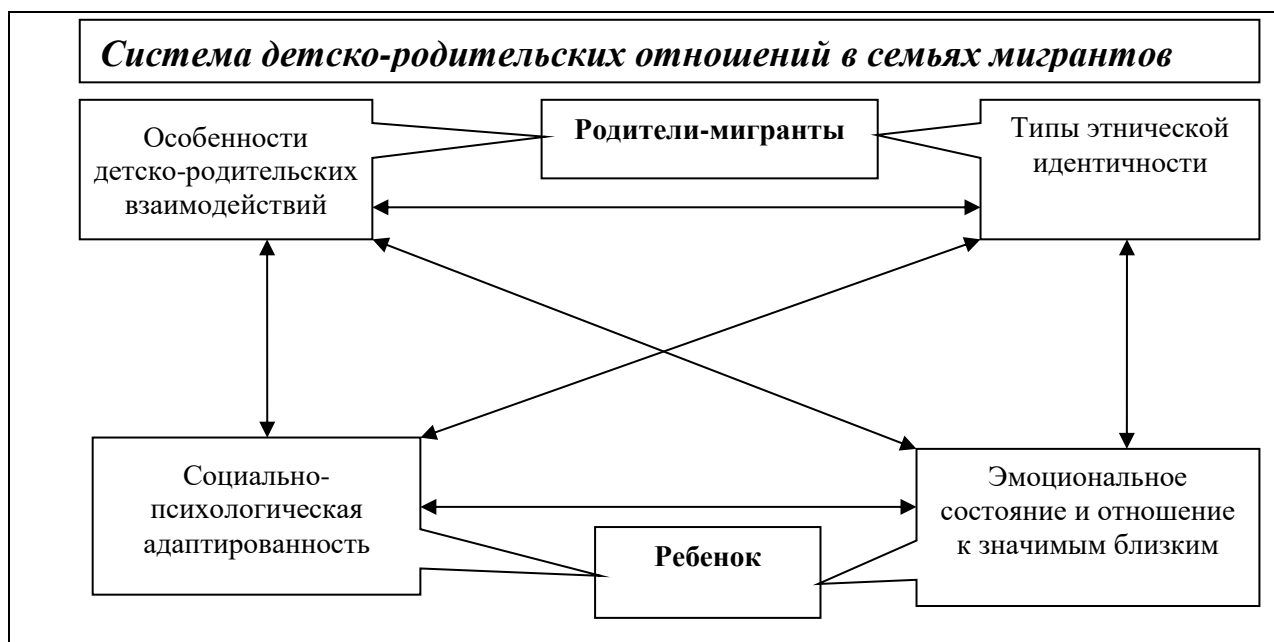 Система детско-родительских отношений в семьях мигрантов
Особенности
детско-родительских
взаимодействий
Родители-мигранты
Типы этнической
идентичности
Социально-
психологическая
адаптированность
Ребенок
Эмоциональное
состояние и отношение
к значимым близким